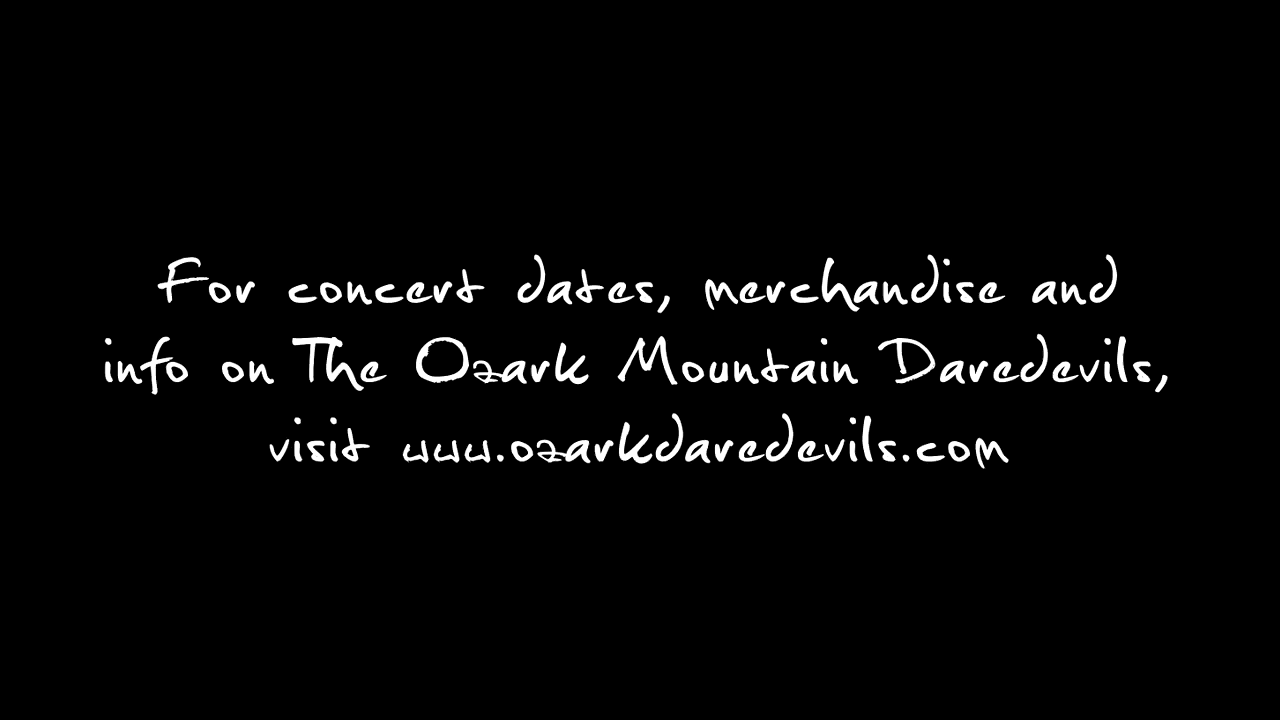 For concert dates, merchandise and
info on The Ozark Mountain Daredevils,
visit www.ozarkdaredevils.com